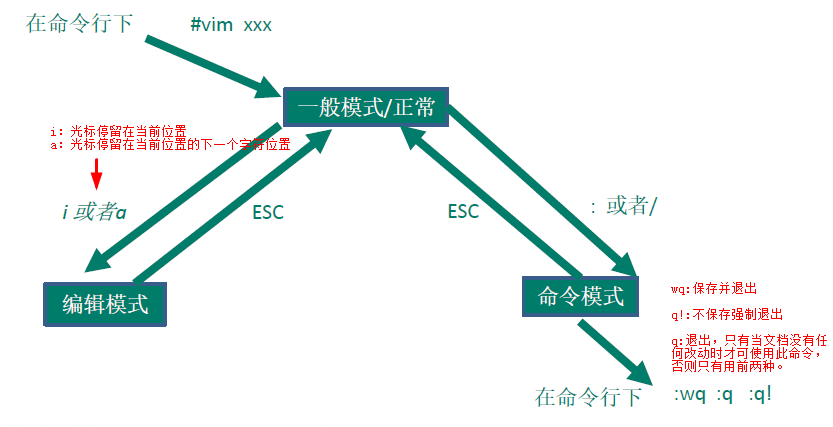 在命令行下 #vim xxx
一般模式/正常
i: 光标停留在当前位置
a: 光标停留在当前位置的下一个字符位置
i 或者a
ESC
ESC
: 或者/
编辑模式
命令模式
wq:保存并退出
q!:不保存强制退出
q:退出，只有当文档没有任
何改动时才可使用此命令，
否则只有用前两种。
在命令行下 :wq :q :q!